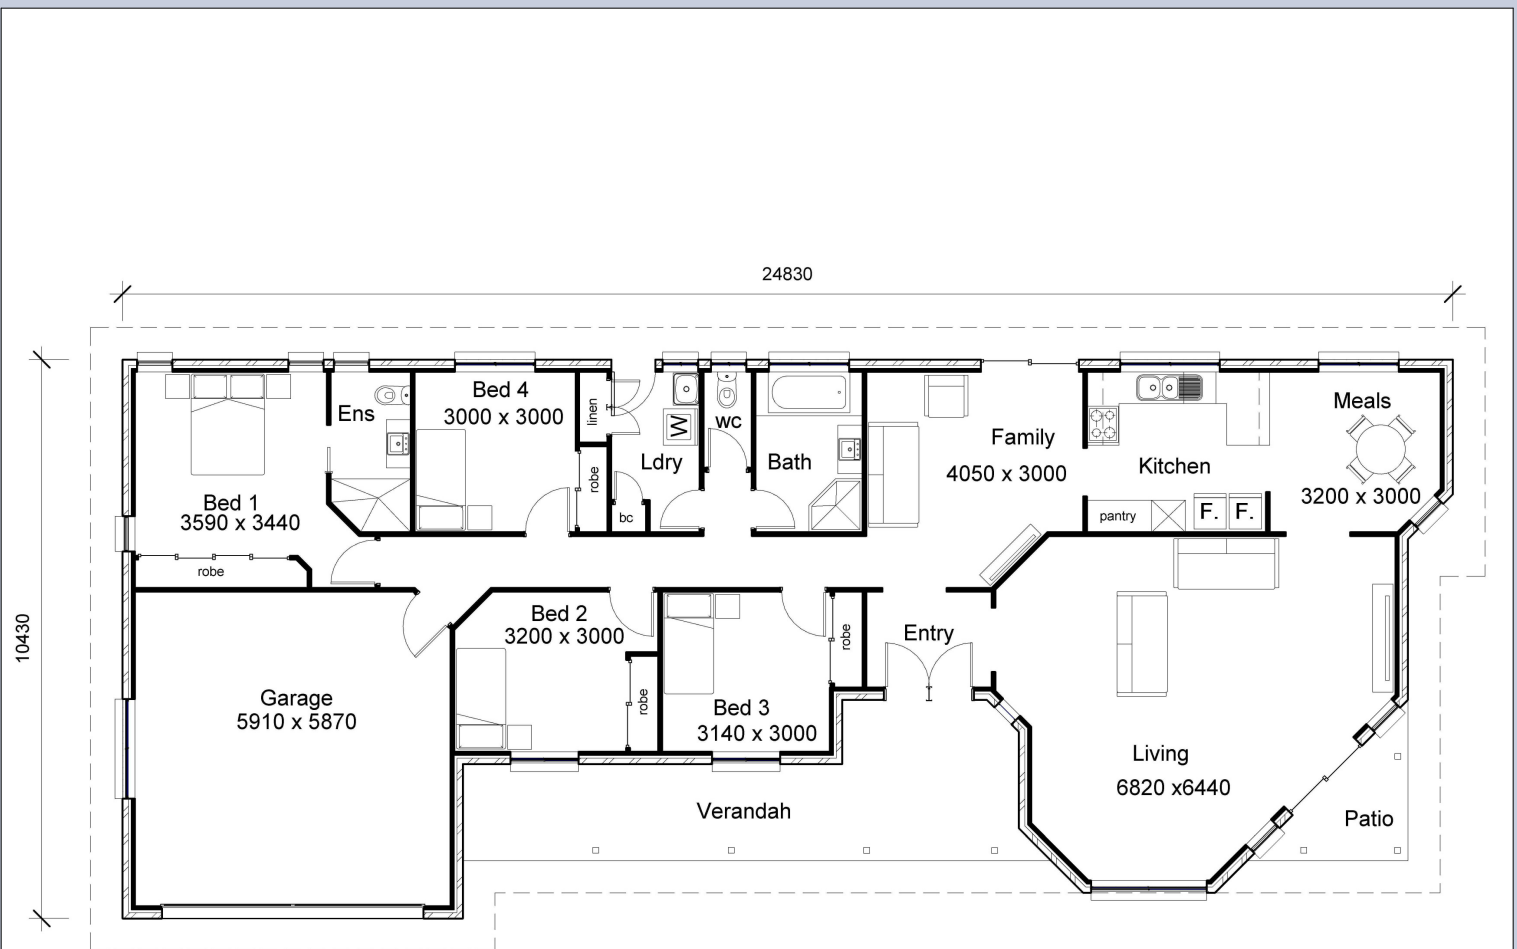 24830
10430
Bed 1
3590 x 3440
robe
Ens
Bed 4
3000 x 3000
robe
linen
W
Ldry
bc
WC
Bath
Family
4050 x 3000
Kitchen
pantry
F.
F.
Meals
3200 x 3000
Garage
5910 x 5870
Bed 2
3200 x 3000
robe
Bed 3
3140 x 3000
robe
Entry
Living
6820 x6440
Verandah
Patio